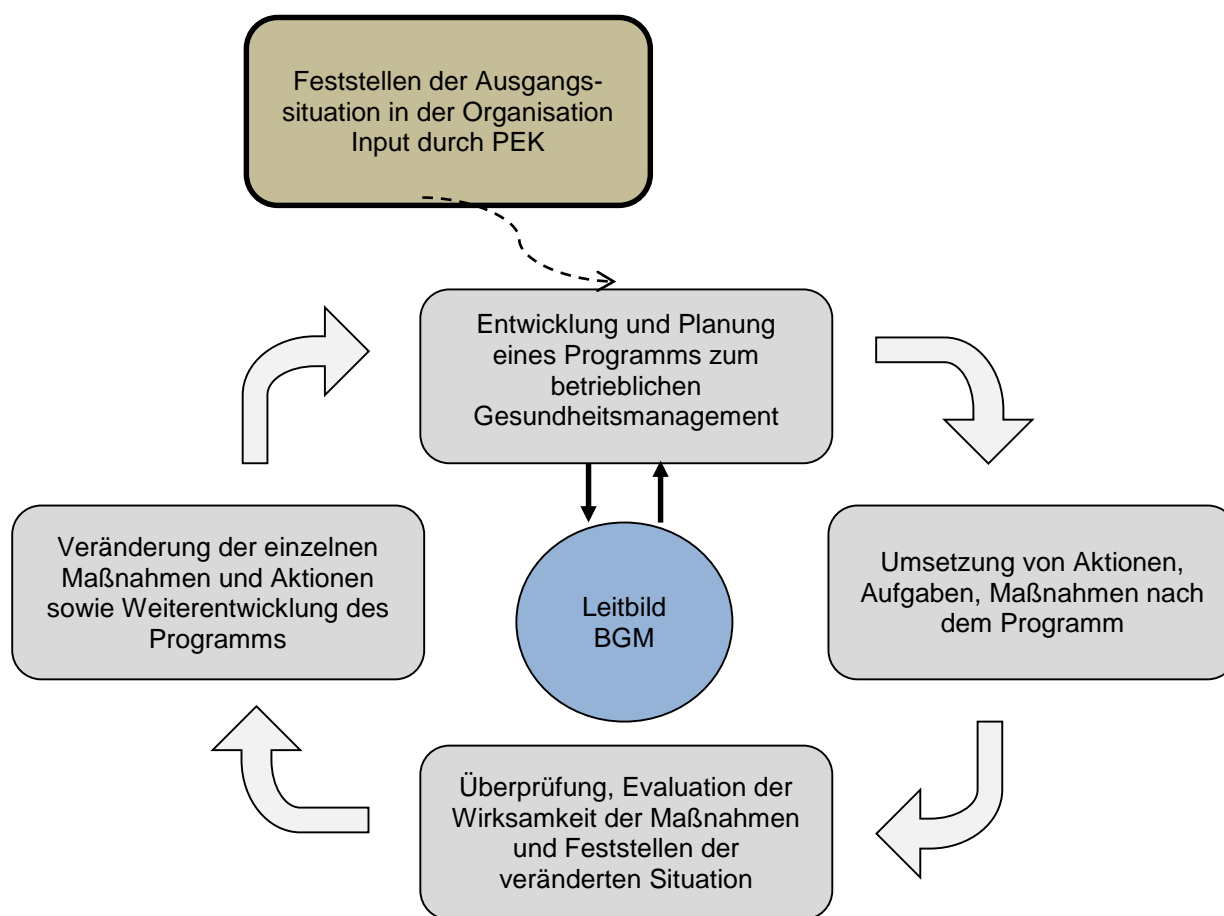 Feststellen der Ausgangs-
situation in der Organisation
Input durch PEK
Entwicklung und Planung
eines Programms zum
betrieblichen
Gesundheitsmanagement
Veränderung der einzelnen
Maßnahmen und Aktionen
sowie Weiterentwicklung des
Programms
Leitbild
BGM
Umsetzung von Aktionen,
Aufgaben, Maßnahmen nach
dem Programm
Überprüfung, Evaluation der
Wirksamkeit der Maßnahmen
und Feststellen der
veränderten Situation